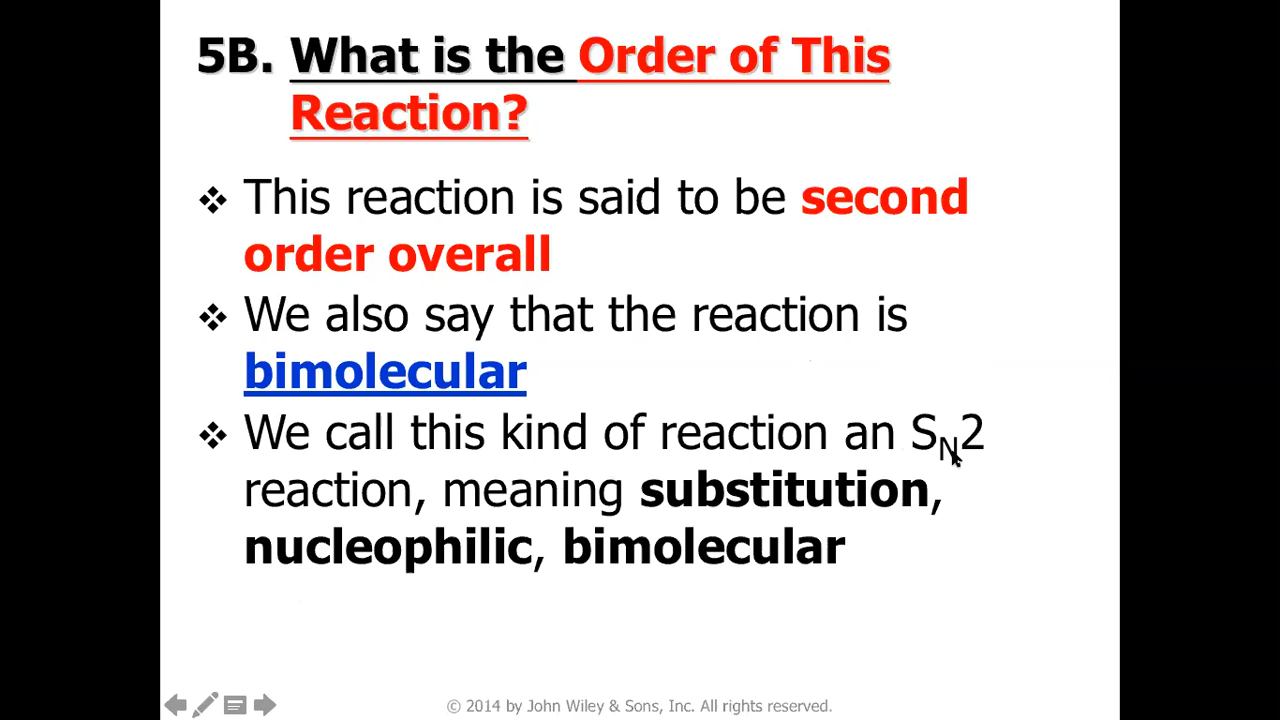 5B. What is the Order of This
Reaction?
❖ This reaction is said to be second
order overall
❖ We also say that the reaction is
bimolecular
❖ We call this kind of reaction an SN2
reaction, meaning substitution,
nucleophilic, bimolecular
© 2014 by John Wiley & Sons, Inc. All rights reserved.